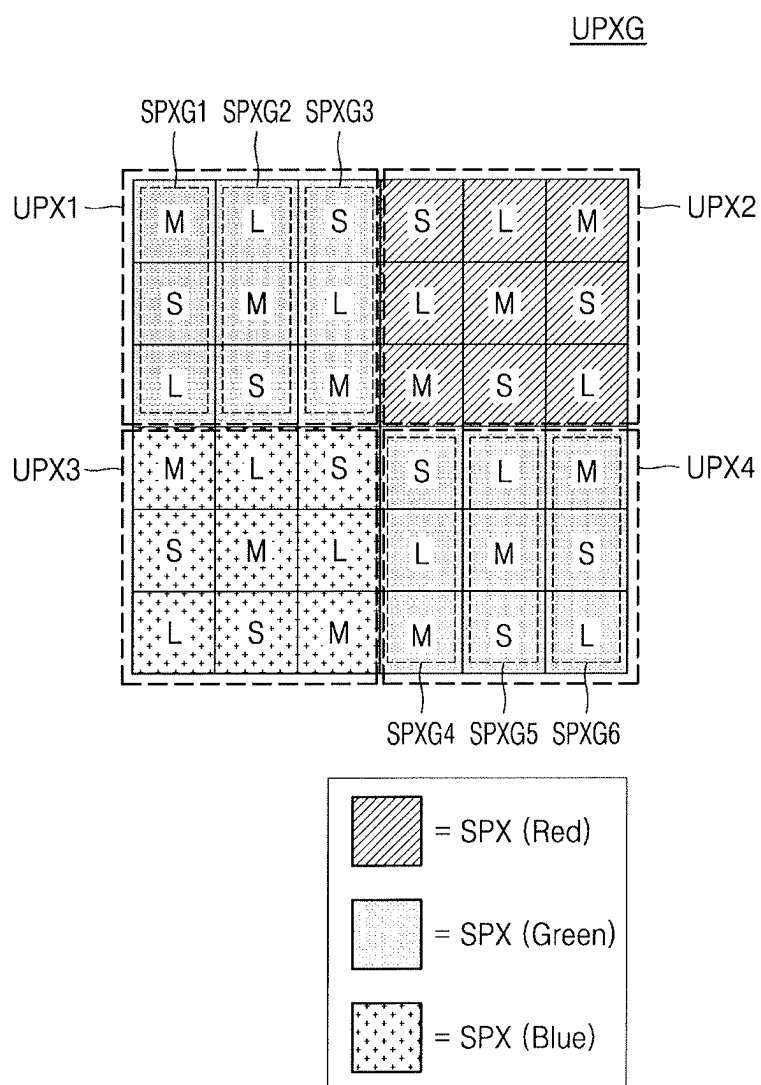 UPXG
SPXG1 SPXG2 SPXG3
UPX1 M L S S L M UPX2
S M L L M S
L S M M S L
UPX3 M L S S L M UPX4
S M L L M S
L S M M S L
SPXG4 SPXG5 SPXG6
= SPX (Red)
= SPX (Green)
= SPX (Blue)